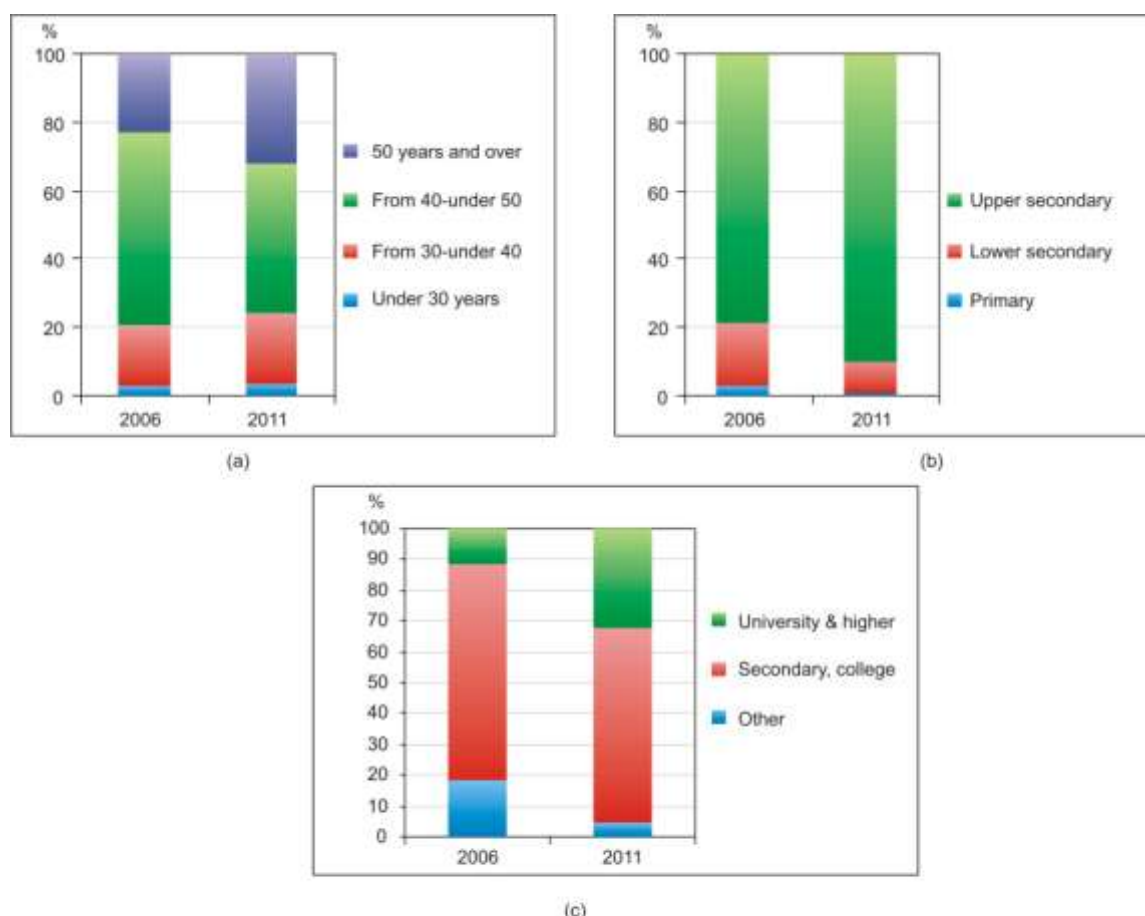 %
100
80
60
40
20
0
2006 2011
50 years and over
From 40-under 50
From 30-under 40
Under 30 years
(a)
%
100
80
60
40
20
0
2006 2011
Upper secondary
Lower secondary
Primary
(b)
%
100
90
80
70
60
50
40
30
20
10
0
2006 2011
University & higher
Secondary, college
Other
(c)